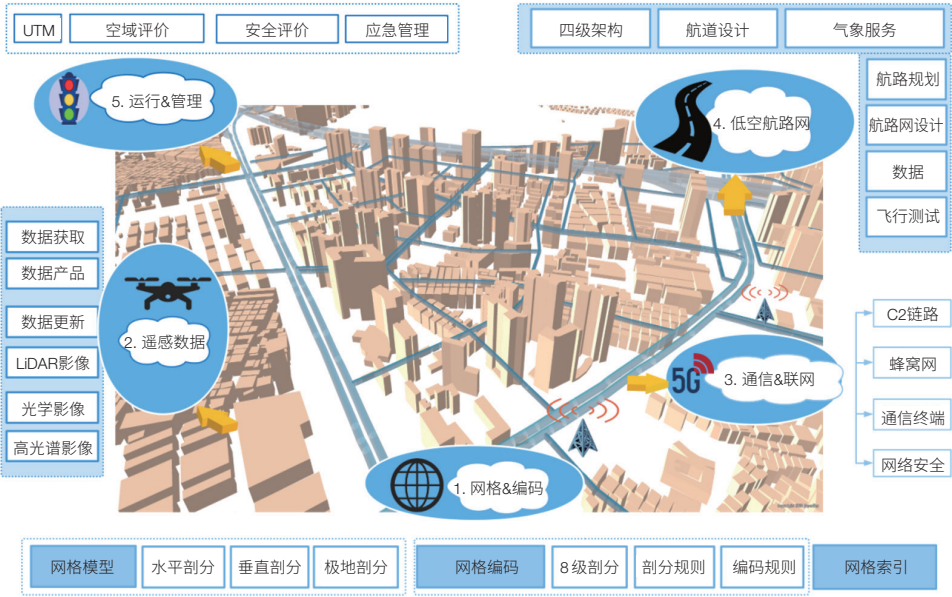 UTM
空域评价
安全评价
应急管理
四级架构
航道设计
气象服务
5. 运行&管理
4. 低空航路网
航路规划
航路网设计
数据
飞行测试
数据获取
数据产品
数据更新
LiDAR影像
光学影像
高光谱影像
2. 遥感数据
C2链路
蜂窝网
通信终端
网络安全
5G
3. 通信&联网
1. 网格&编码
网格模型
水平剖分
垂直剖分
极地剖分
网格编码
8级剖分
剖分规则
编码规则
网格索引